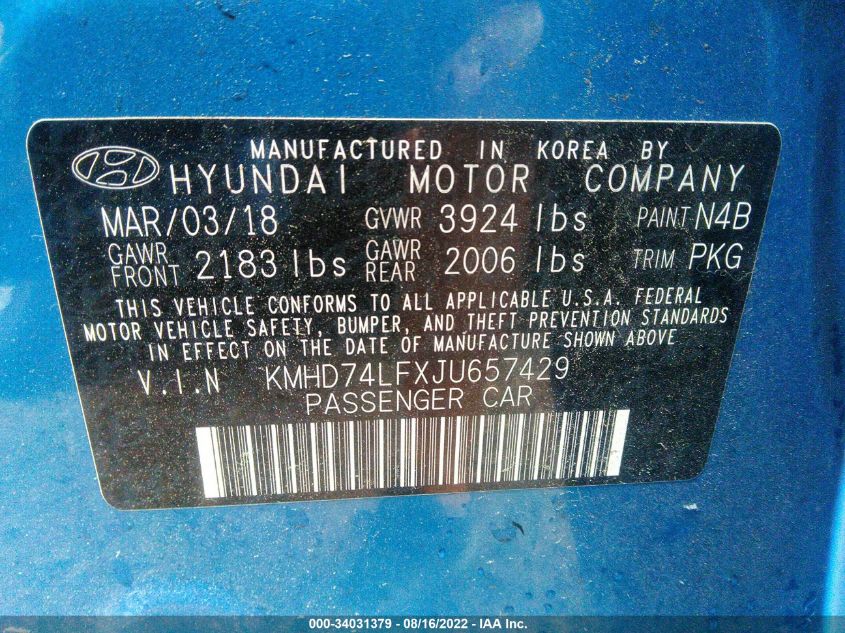 MANUFACTURED IN KOREA BY
HYUNDAI MOTOR COMPANY
MAR/03/18 GVWR 3924 lbs PAINT N4B
GAWR FRONT 2183 lbs GAWR REAR 2006 lbs TRIM PKG
THIS VEHICLE CONFORMS TO ALL APPLICABLE U.S.A. FEDERAL
MOTOR VEHICLE SAFETY, BUMPER, AND THEFT PREVENTION STANDARDS
IN EFFECT ON THE DATE OF MANUFACTURE SHOWN ABOVE
V.I.N KMHD74LFXJU657429
PASSENGER CAR
000-34031379 - 08/16/2022 - IAA Inc.